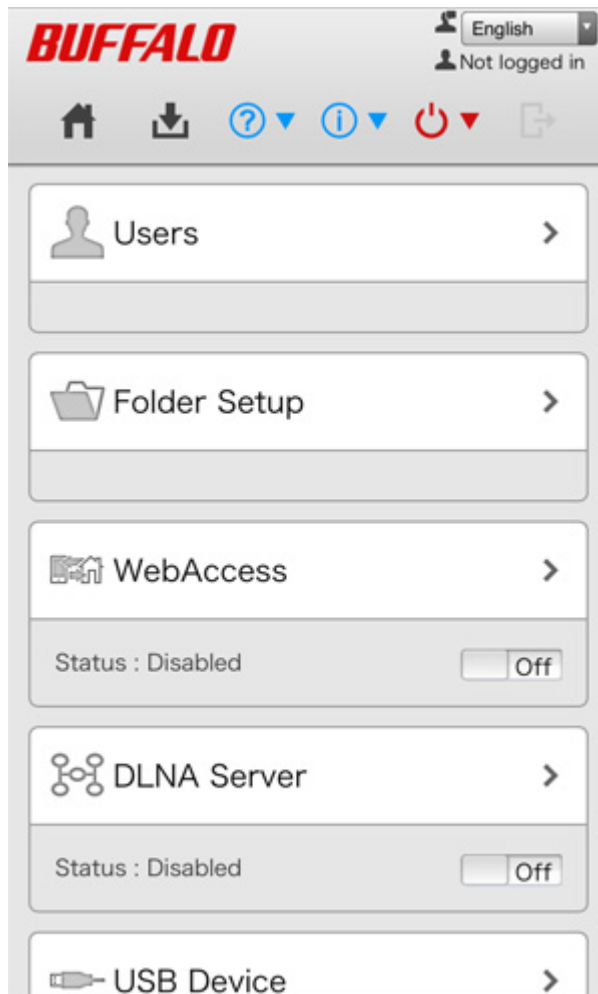 BUFFALO
English
Not logged in
Users
Folder Setup
WebAccess
Status : Disabled
Off
DLNA Server
Status : Disabled
Off
USB Device